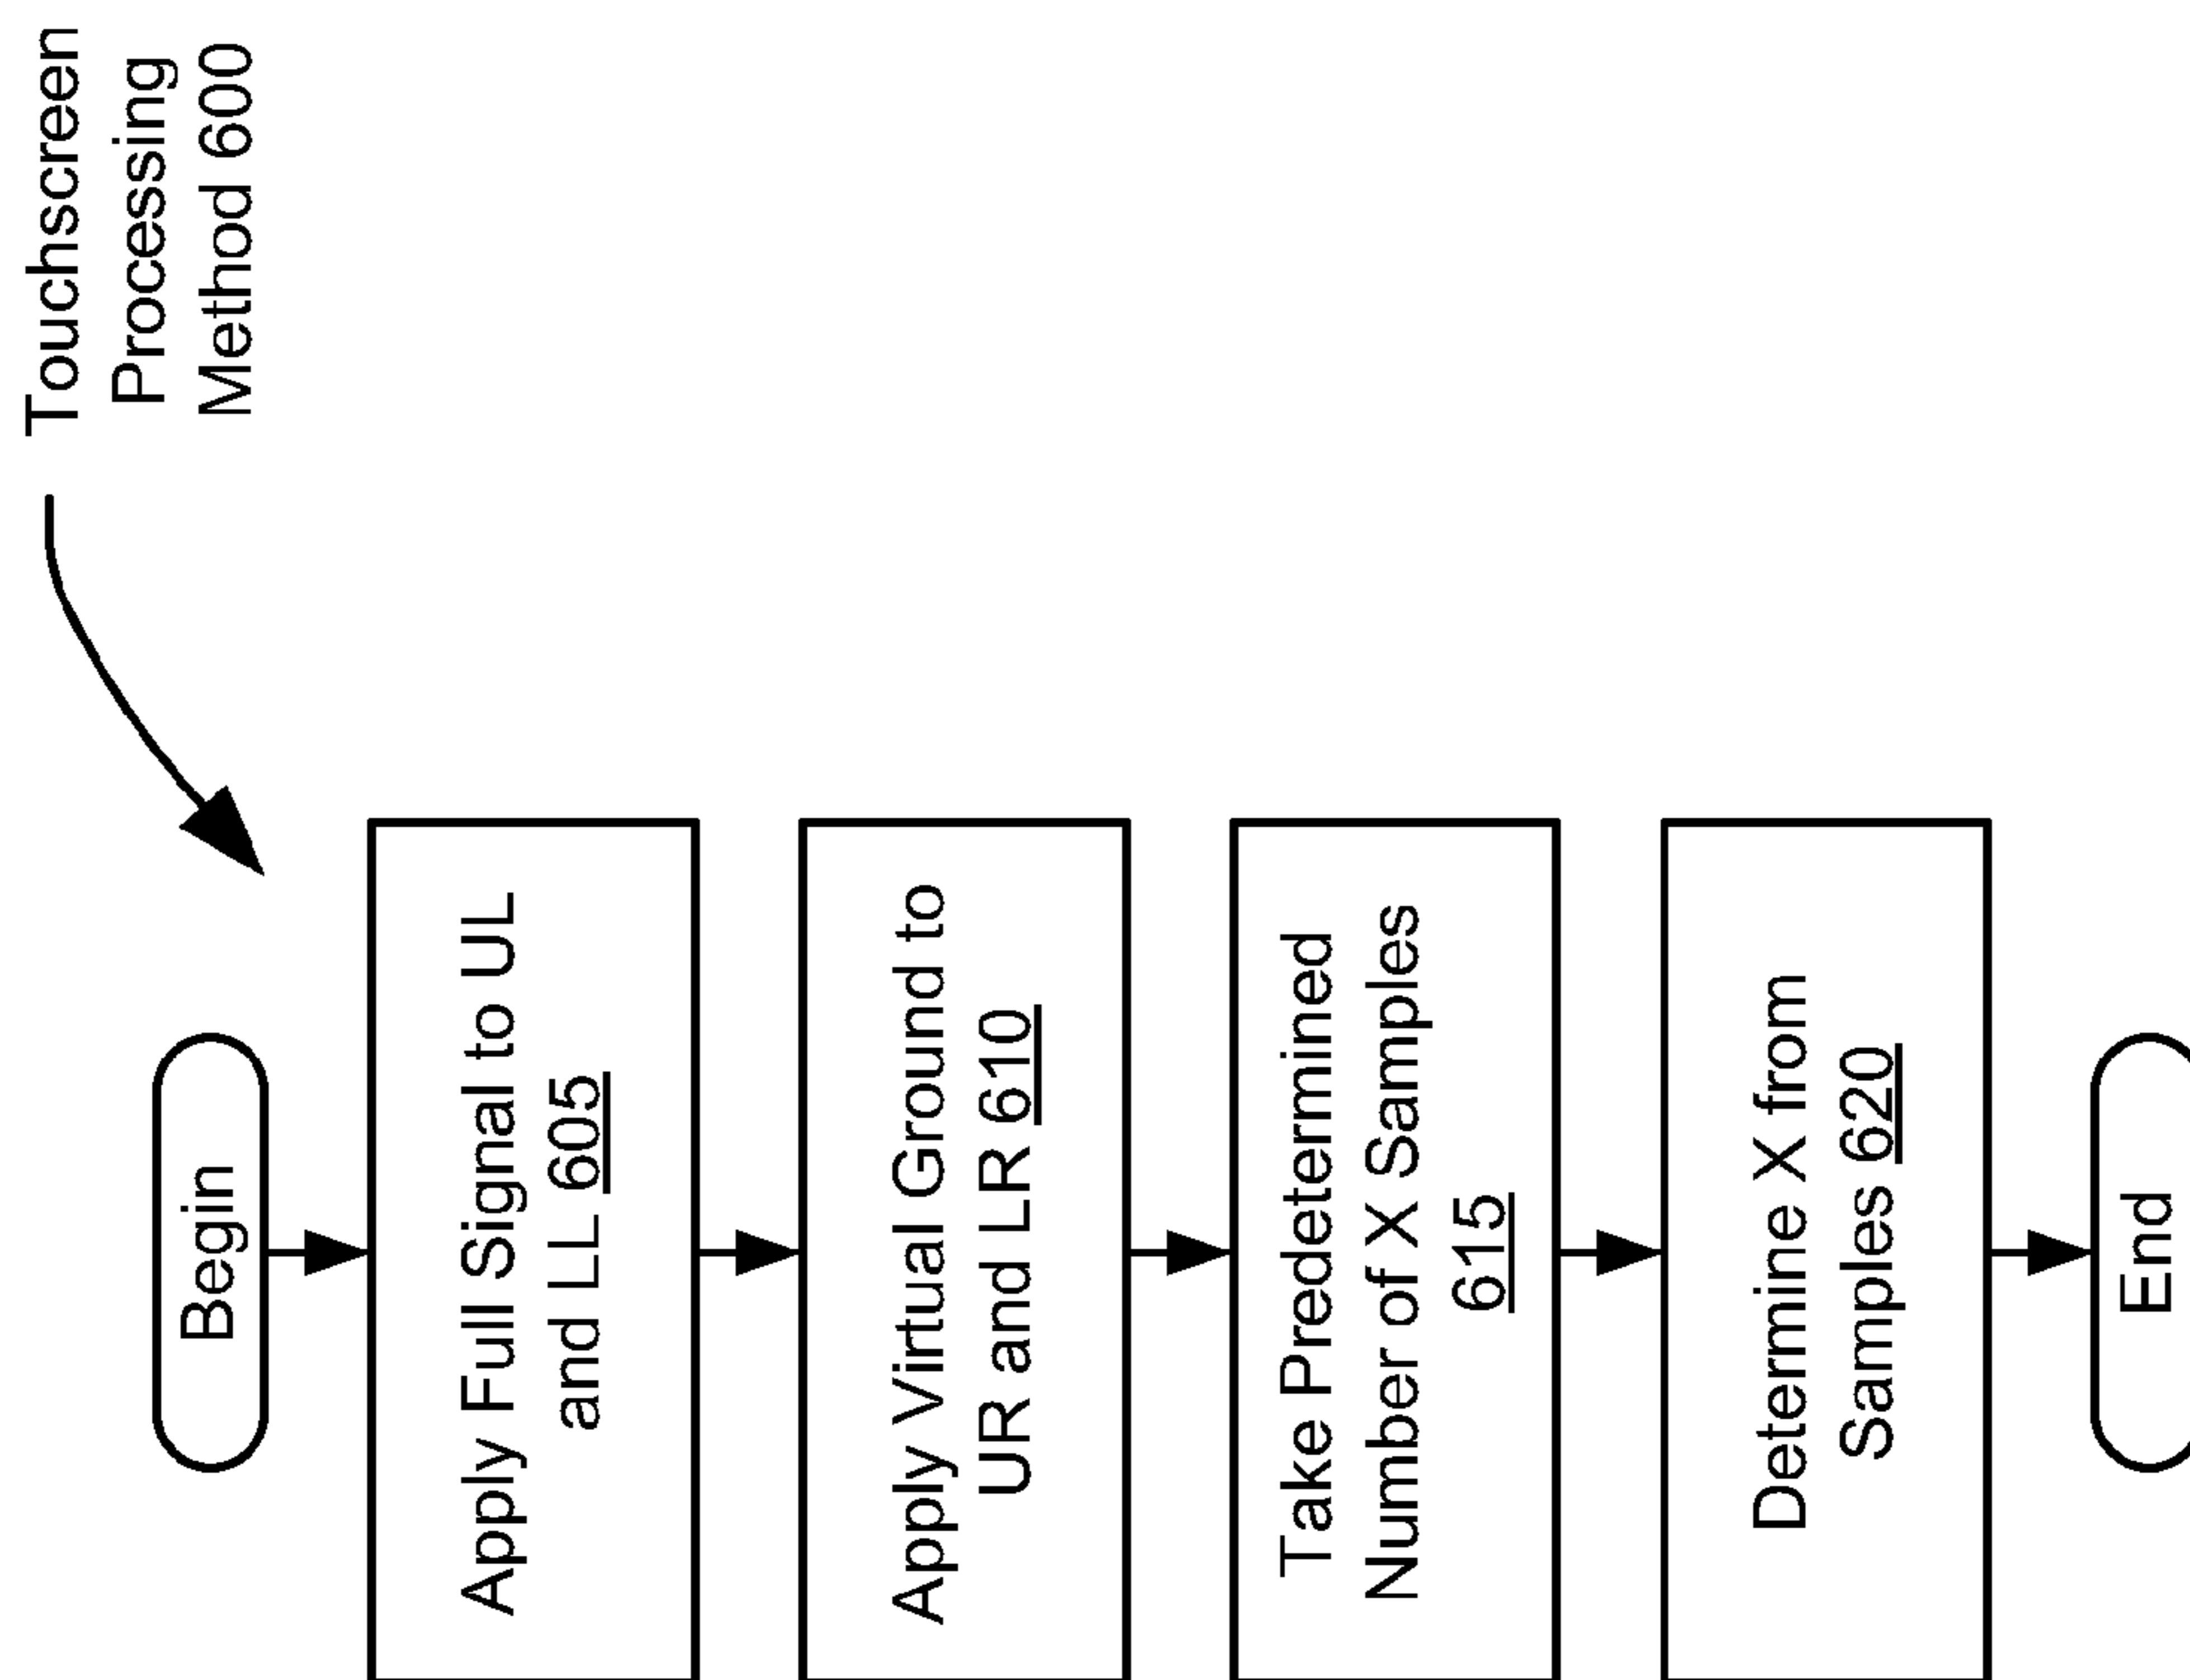 Touchscreen
Processing
Method 600
Begin
Apply Full Signal to UL
and LL 605
Apply Virtual Ground to
UR and LR 610
Take Predetermined
Number of X Samples
615
Determine X from
Samples 620
End